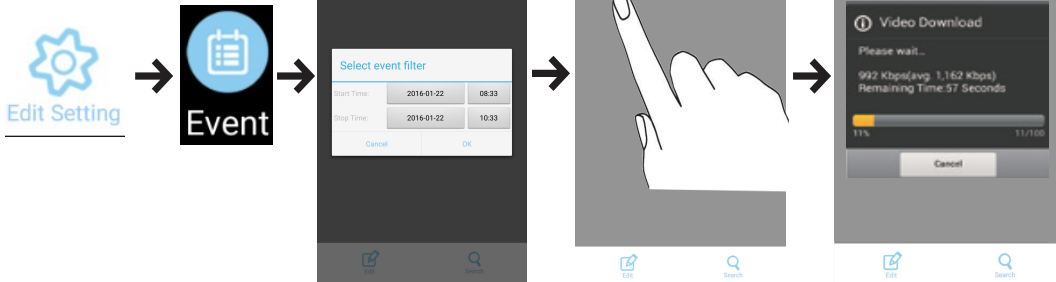 Edit Setting
Event
Select event filter
Start Time: 2016-01-22 08:33
Stop Time: 2016-01-22 10:33
Cancel OK
Edit Search
Edit Search
Video Download
Please wait...
992 Kbps(avg. 1,162 Kbps)
Remaining Time:57 Seconds
11% 11/100
Cancel
Edit Search